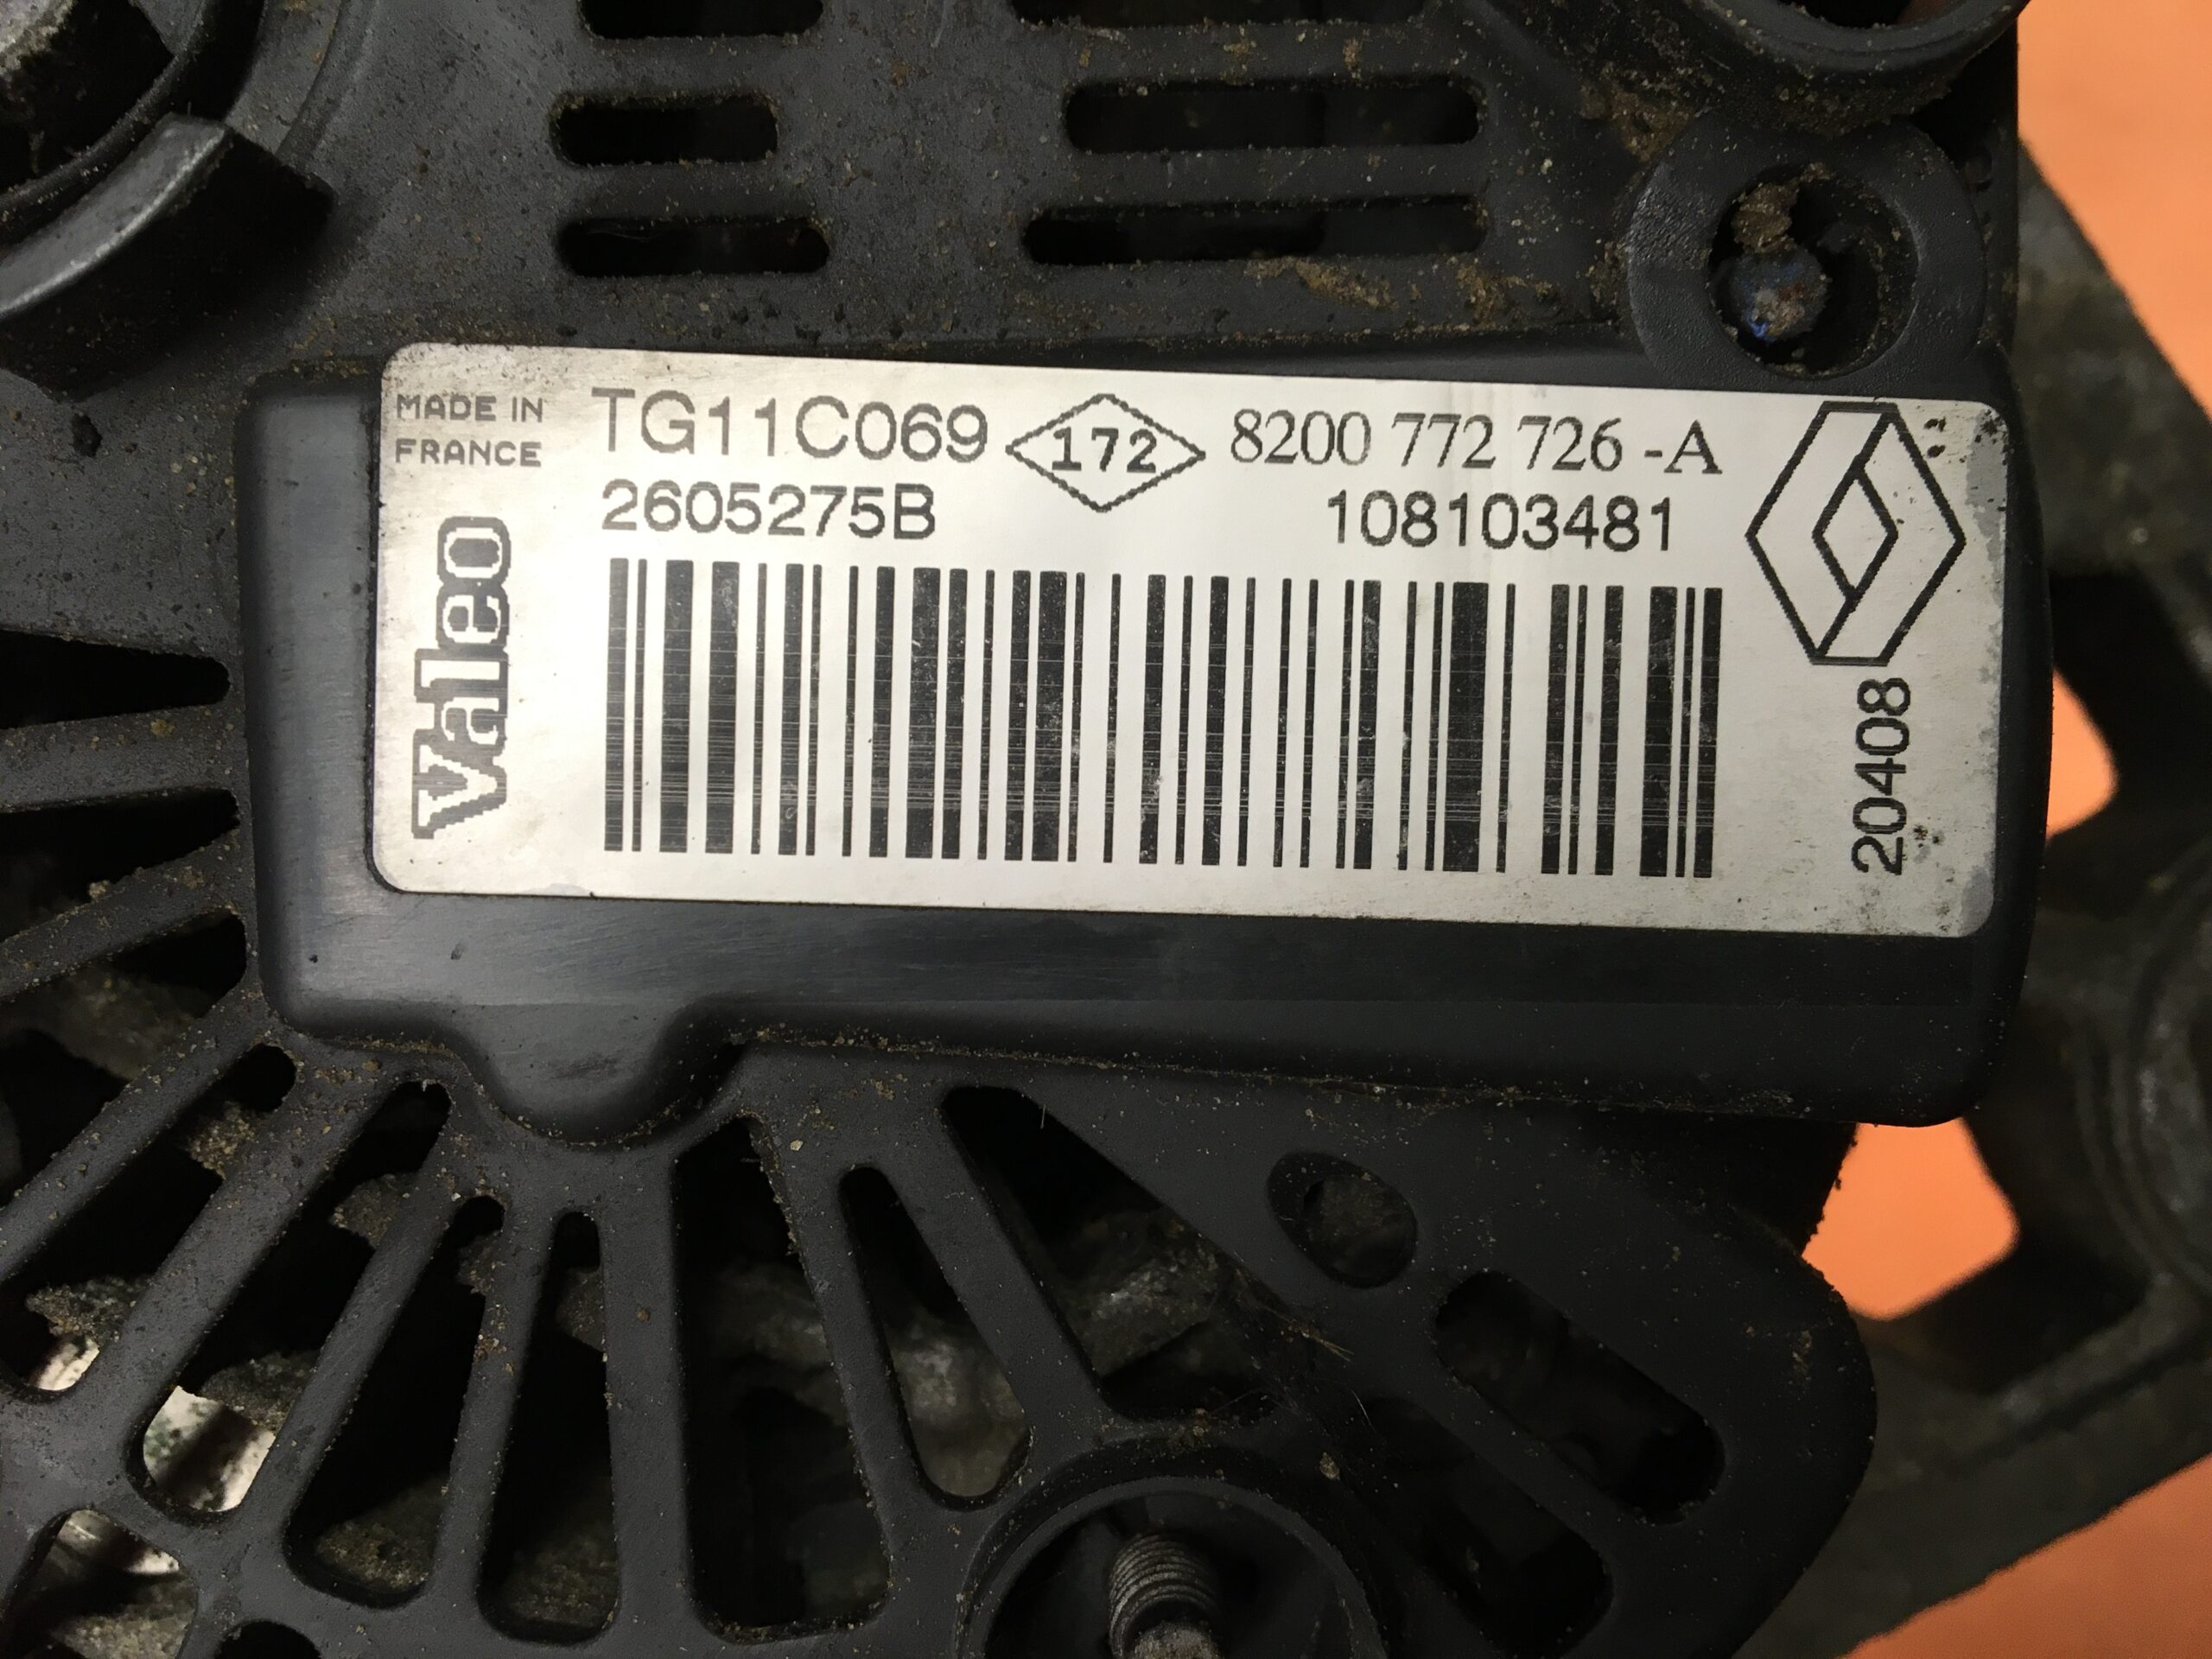 MADE IN
FRANCE
TG11C069
172
8200 772 726 -A
2605275B
108103481
Valeo
20408